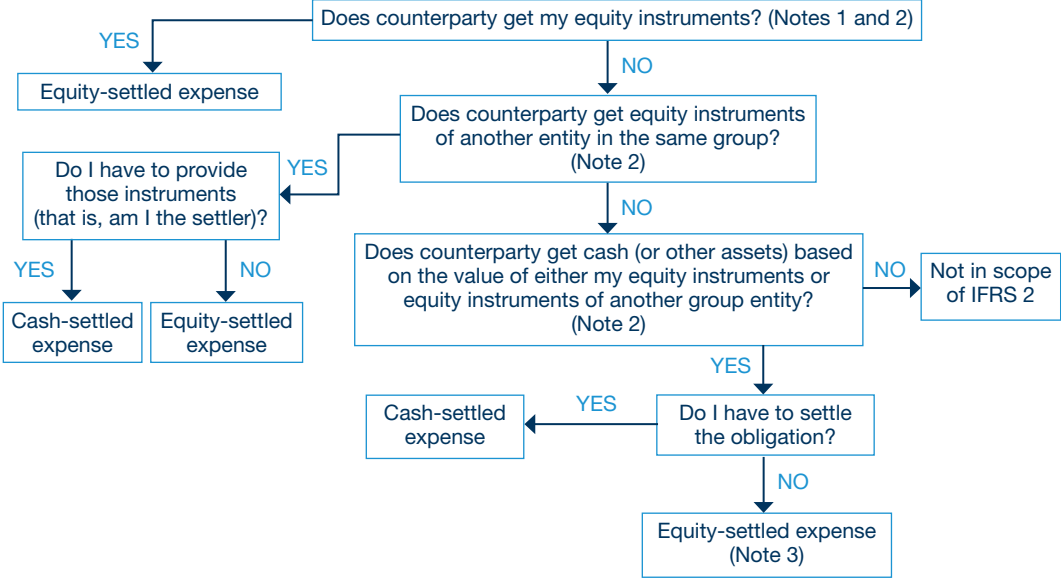 Does counterparty get my equity instruments? (Notes 1 and 2)
YES
NO
Equity-settled expense
Does counterparty get equity instruments
of another entity in the same group?
(Note 2)
YES
NO
Do I have to provide
those instruments
(that is, am I the settler)?
YES
NO
Cash-settled
expense
Equity-settled
expense
Does counterparty get cash (or other assets) based
on the value of either my equity instruments or
equity instruments of another group entity?
(Note 2)
NO
Not in scope
of IFRS 2
YES
Do I have to settle
the obligation?
YES
Cash-settled
expense
NO
Equity-settled expense
(Note 3)